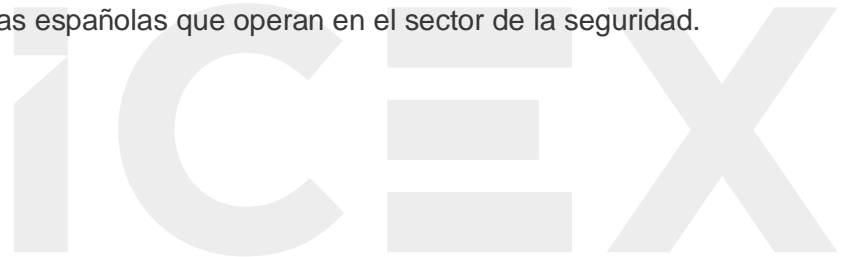 as españolas que operan en el sector de la seguridad.
iCEX